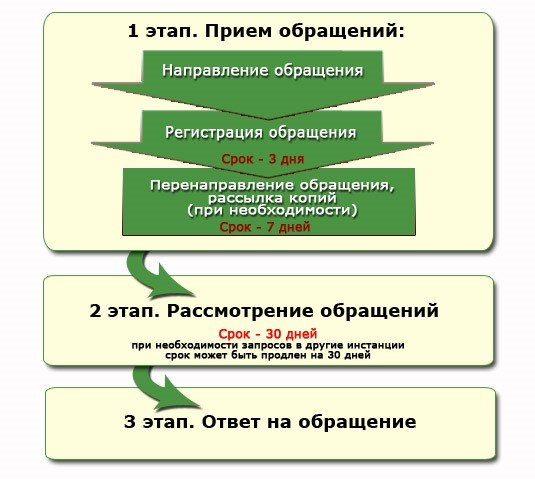 1 этап. Прием обращений:
Направление обращения
Регистрация обращения
Срок - 3 дня
Перенаправление обращения,
рассылка копий
(при необходимости)
Срок - 7 дней
2 этап. Рассмотрение обращений
Срок - 30 дней
при необходимости запросов в другие инстанции
срок может быть продлен на 30 дней
3 этап. Ответ на обращение